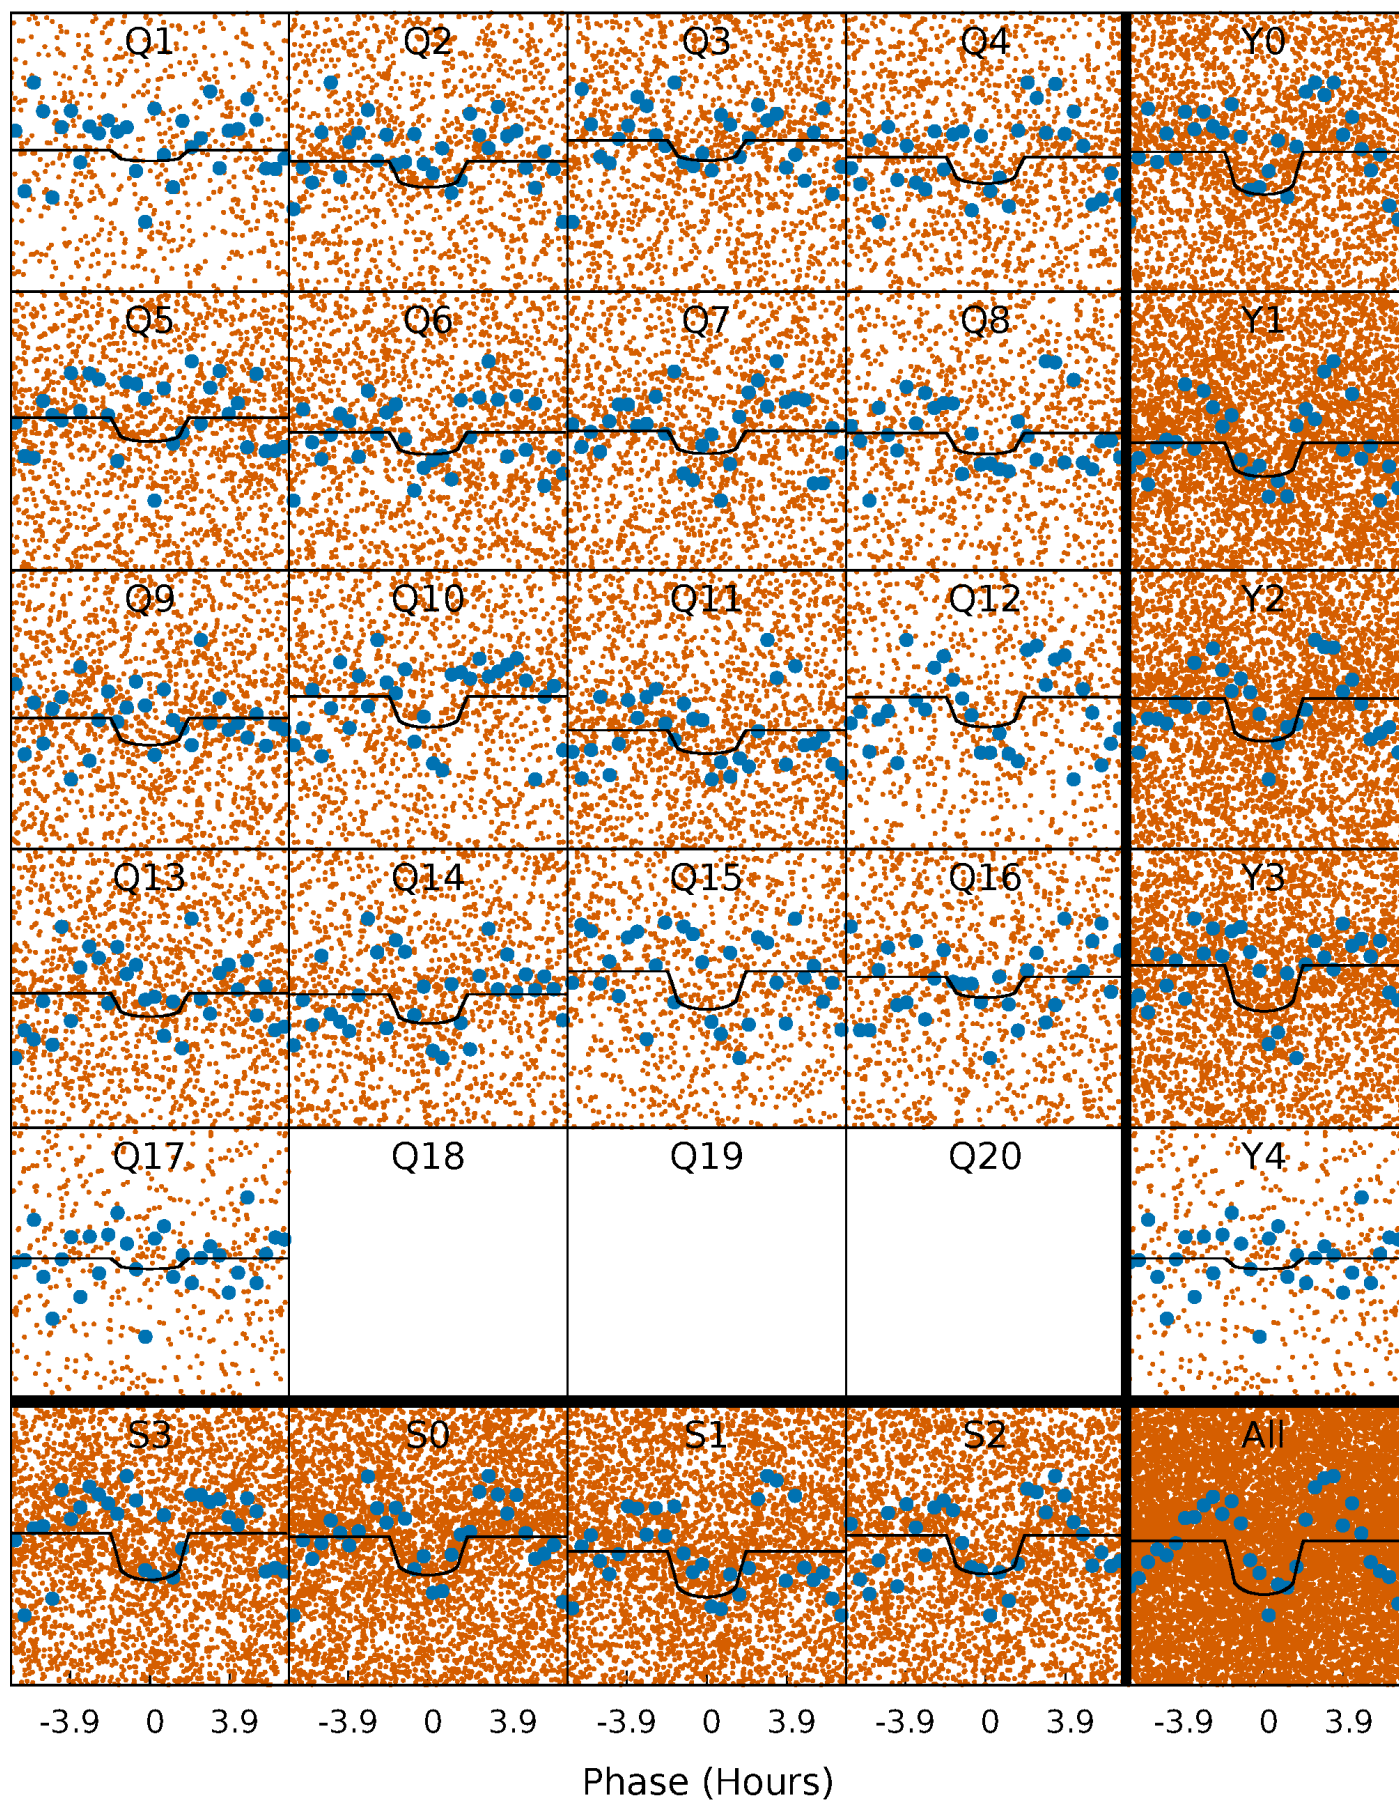 Q1 Q2 Q3 Q4 Y0
Q5 Q6 Q7 Q8 Y1
Q9 Q10 Q11 Q12 Y2
Q13 Q14 Q15 Q16 Y3
Q17 Q18 Q19 Q20 Y4
S3 S0 S1 S2 All
-3.9 0 3.9 -3.9 0 3.9 -3.9 0 3.9 -3.9 0 3.9 -3.9 0 3.9
Phase (Hours)